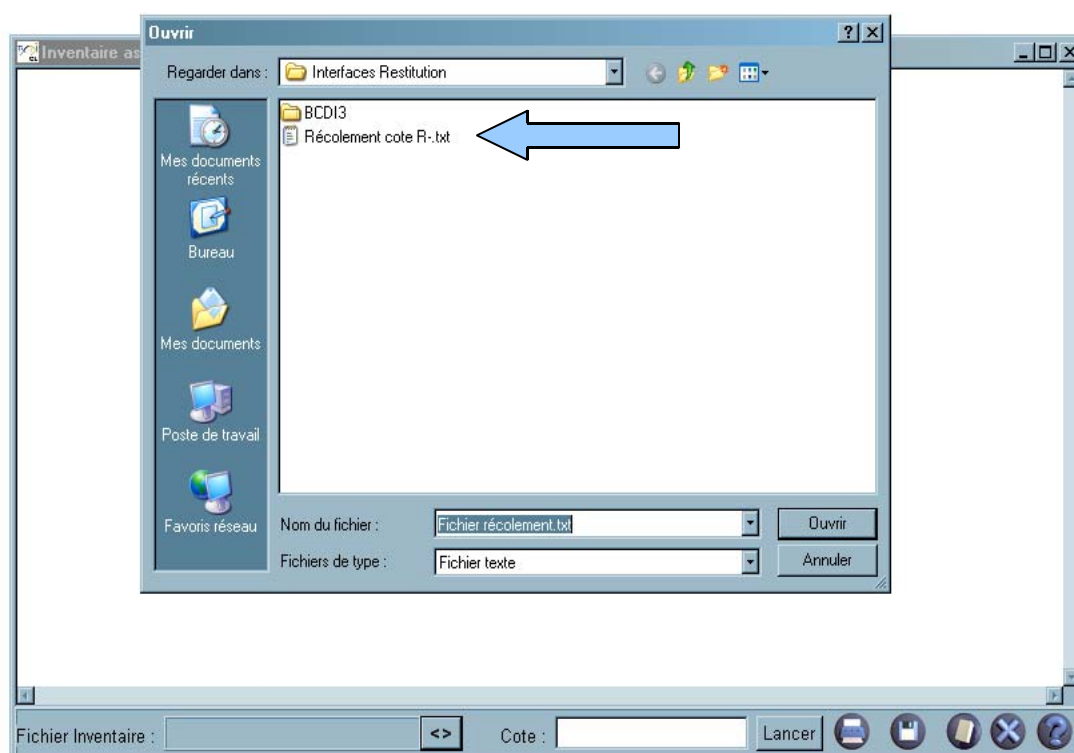 Ouvrir
Inventaire as
Regarder dans :
Interfaces Restitution
BCDI3
Récolement cote R-.txt
Mes documents
récents
Bureau
Mes documents
Poste de travail
Favoris réseau
Nom du fichier :
Fichier récolement.txt
Ouvrir
Fichiers de type :
Fichier texte
Annuler
Fichier Inventaire :
<>
Cote :
Lancer